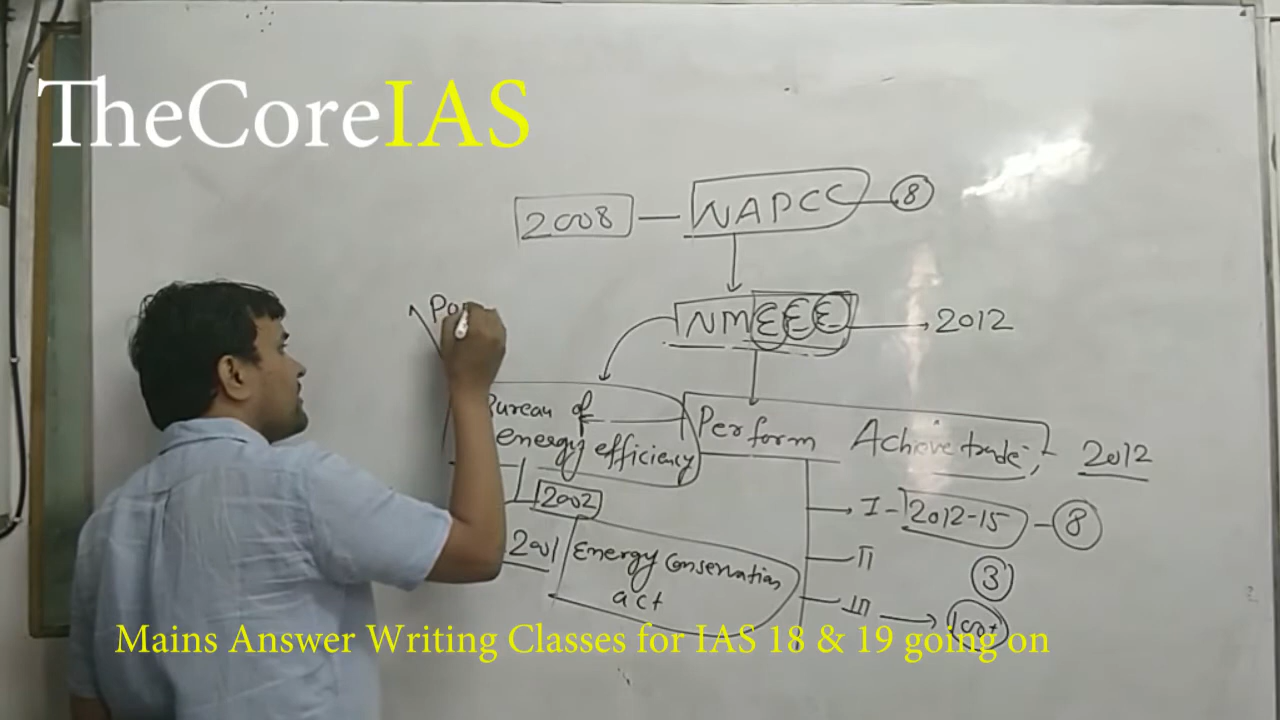 TheCoreIAS
2008 — NAPCC — 8
NMEEE → 2012
Po
Bureau of
energy efficiency
Perform Achieve trade, 2012
2002
I - 2012-15 - 8
2001 Energy Conservation
act
II
3
III →
Mains Answer Writing Classes for IAS 18 & 19 going on